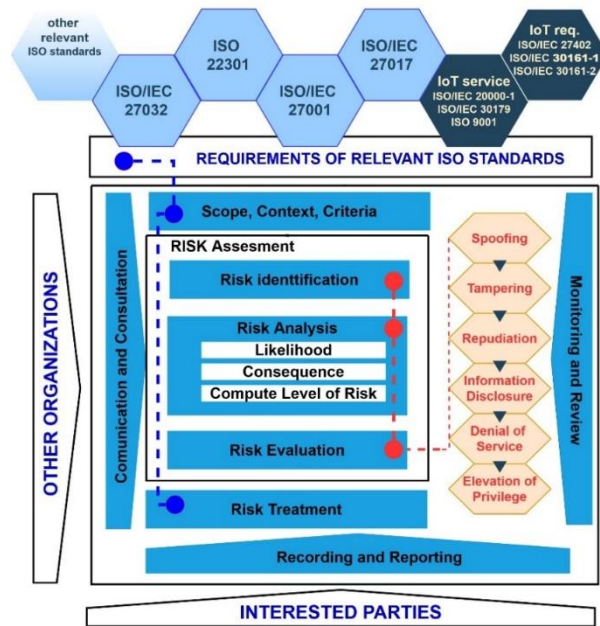 other
relevant
ISO standards
ISO/IEC
27032
ISO
22301
ISO/IEC
27001
ISO/IEC
27017
IoT service
ISO/IEC 20000-1
ISO/IEC 30179
ISO 9001
IoT req.
ISO/IEC 27402
ISO/IEC 30161-1
ISO/IEC 30161-2
REQUIREMENTS OF RELEVANT ISO STANDARDS
OTHER ORGANIZATIONS
Comunication and Consultation
Scope, Context, Criteria
RISK Assesment
Risk identtification
Risk Analysis
Likelihood
Consequence
Compute Level of Risk
Risk Evaluation
Risk Treatment
Spoofing
Tampering
Repudiation
Information
Disclosure
Denial of
Service
Elevation of
Privilege
Monitoring and Review
Recording and Reporting
INTERESTED PARTIES